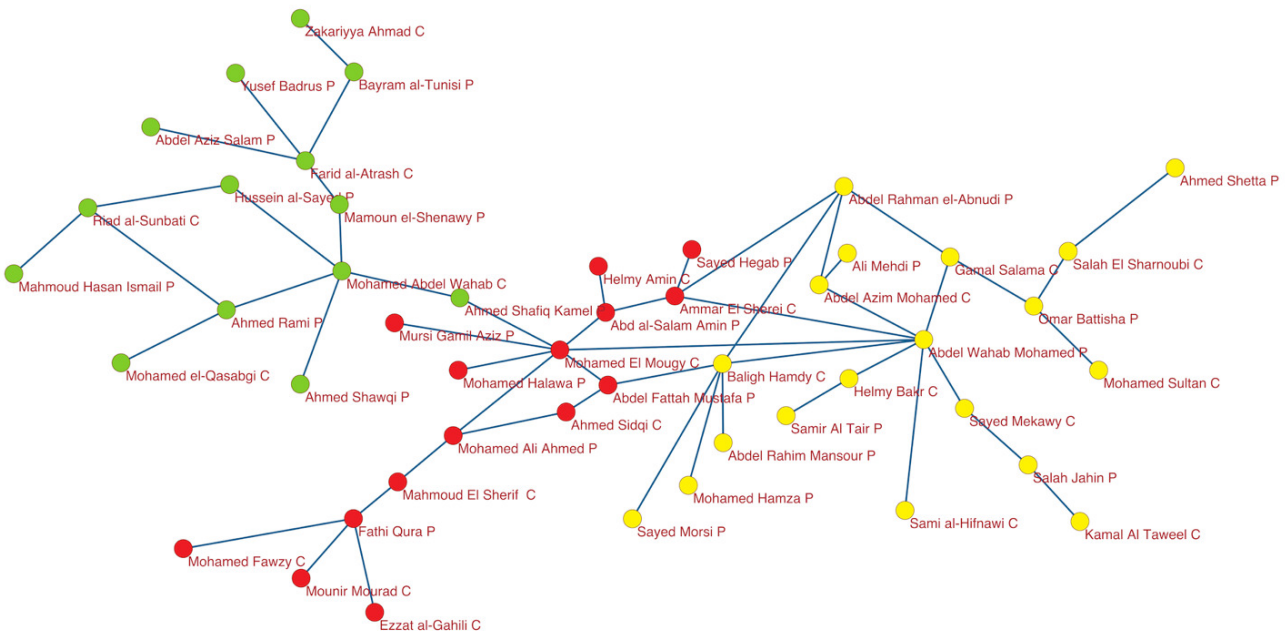 Zakariyya Ahmad C
Yusef Badrus P
Bayram al-Tunisi P
Abdel Aziz Salam P
Farid al-Atrash C
Hussein al-Sayed P
Mamoun el-Shenawy P
Riad al-Sunbati C
Mahmoud Hasan Ismail P
Mohamed Abdel Wahab C
Ahmed Rami P
Ahmed Shafiq Kamel P
Mohamed el-Qasabgi C
Ahmed Shawqi P
Mursi Gamil Aziz P
Helmy Amin C
Sayed Hegab P
Ammar El Sherei C
Abd al-Salam Amin P
Mohamed El Mougy C
Mohamed Halawa P
Abdel Fattah Mustafa P
Ahmed Sidqi C
Mohamed Ali Ahmed P
Mahmoud El Sherif C
Fathi Qura P
Mohamed Fawzy C
Mounir Mourad C
Ezzat al-Gahili C
Ahmed Shetta P
Abdel Rahman el-Abnudi P
Ali Mehdi P
Gamal Salama C
Salah El Sharnoubi C
Abdel Azim Mohamed C
Omar Battisha P
Abdel Wahab Mohamed P
Mohamed Sultan C
Baligh Hamdy C
Helmy Bakr C
Samir Al Tair P
Sayed Mekawy C
Abdel Rahim Mansour P
Salah Jahin P
Mohamed Hamza P
Sayed Morsi P
Sami al-Hifnawi C
Kamal Al Taweel C